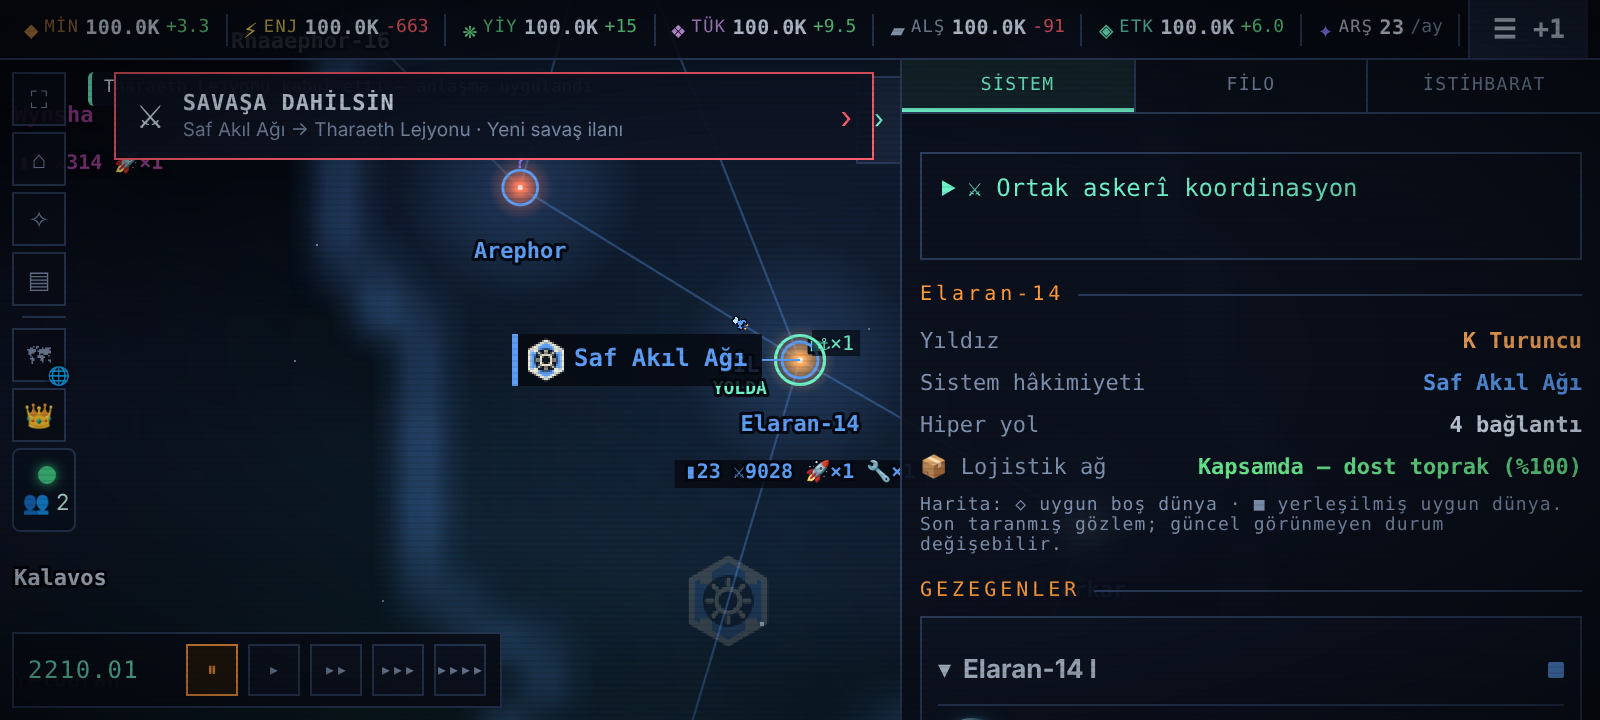 MİN 100.0K +3.3
ENJ 100.0K -663
YİY 100.0K +15
TÜK 100.0K +9.5
ALŞ 100.0K -91
ETK 100.0K +6.0
ARŞ 23 /ay
☰ +1
Rhaaephor-16
SAVAŞA DAHİLSİN
Saf Akıl Ağı → Tharaeth Lejyonu · Yeni savaş ilanı
314 🚀×1
Arephor
Saf Akıl Ağı
⚓×1
YOLDA
Elaran-14
23 ⚔9028 🚀×1 🔧×1
👥 2
Kalavos
2210.01
SİSTEM
FİLO
İSTİHBARAT
▶ ⚔ Ortak askerî koordinasyon
Elaran-14
Yıldız K Turuncu
Sistem hâkimiyeti Saf Akıl Ağı
Hiper yol 4 bağlantı
📦 Lojistik ağ Kapsamda — dost toprak (%100)
Harita: ◇ uygun boş dünya · ■ yerleşilmiş uygun dünya.
Son taranmış gözlem; güncel görünmeyen durum
değişebilir.
GEZEGENLER
▼ Elaran-14 I